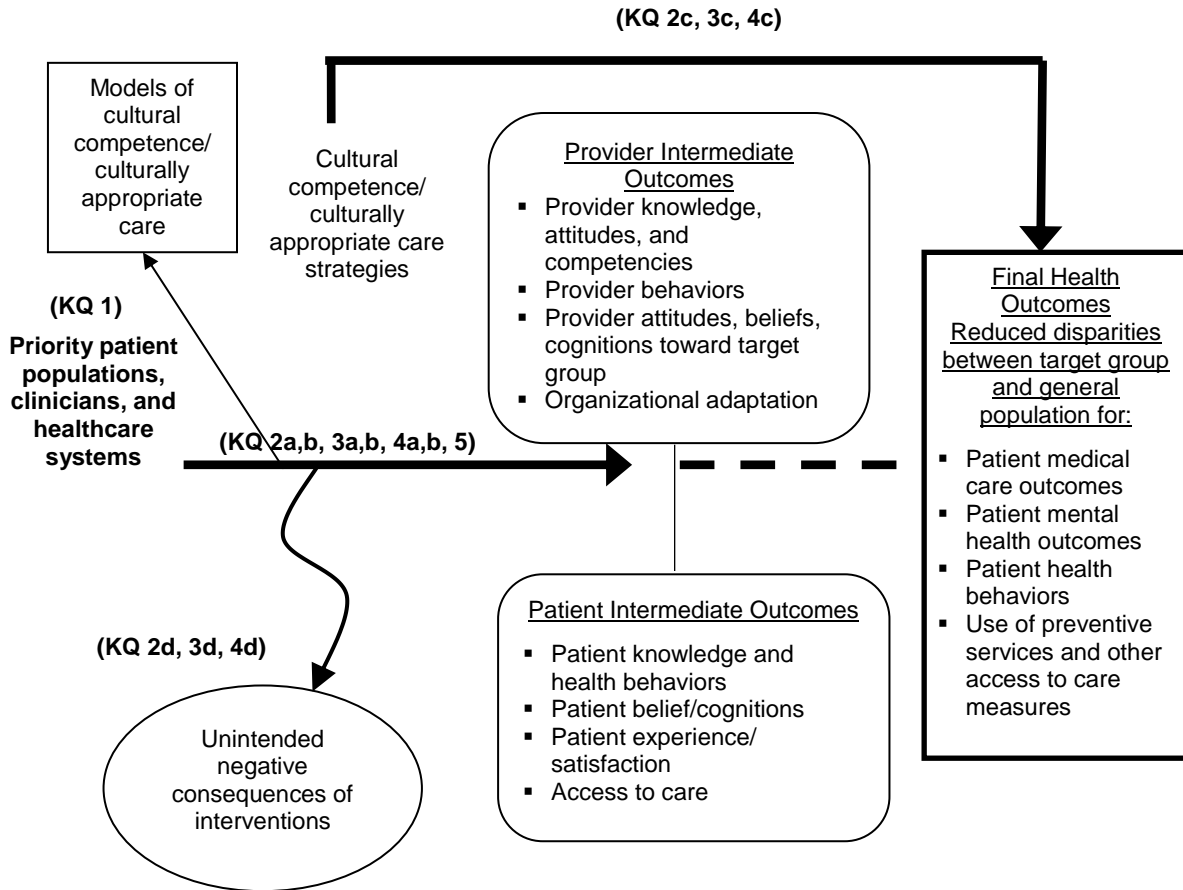 (KQ 2c, 3c, 4c)
Models of
cultural
competence/
culturally
appropriate
care
Cultural
competence/
culturally
appropriate care
strategies
Provider Intermediate
Outcomes
▪ Provider knowledge,
attitudes, and
competencies
▪ Provider behaviors
▪ Provider attitudes, beliefs,
cognitions toward target
group
▪ Organizational adaptation
(KQ 1)
Priority patient
populations,
clinicians, and
healthcare
systems
(KQ 2a,b, 3a,b, 4a,b, 5)
Final Health
Outcomes
Reduced disparities
between target group
and general
population for:
▪ Patient medical
care outcomes
▪ Patient mental
health outcomes
▪ Patient health
behaviors
▪ Use of preventive
services and other
access to care
measures
(KQ 2d, 3d, 4d)
Unintended
negative
consequences of
interventions
Patient Intermediate Outcomes
▪ Patient knowledge and
health behaviors
▪ Patient belief/cognitions
▪ Patient experience/
satisfaction
▪ Access to care